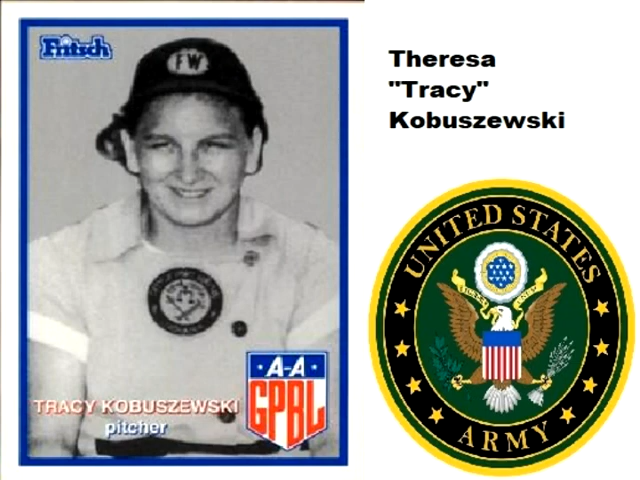 Fritsch
FW
A-A
GPBL
TRACY KOBUSZEWSKI
pitcher
Theresa
"Tracy"
Kobuszewski
UNITED STATES
ARMY